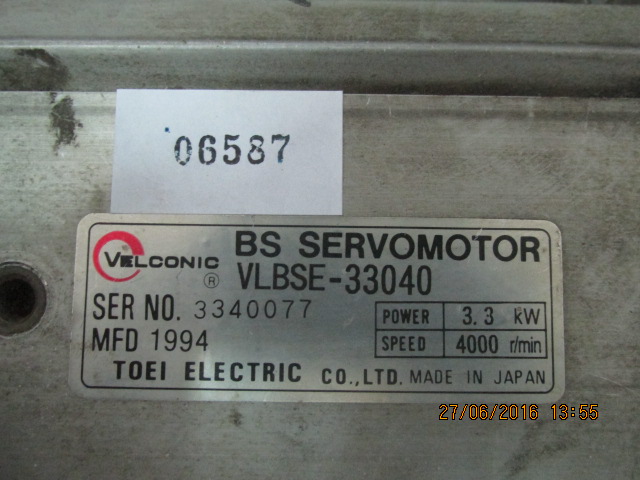 06587
VELCONIC ®
BS SERVOMOTOR
VLBSE-33040
SER NO. 3340077
MFD 1994
POWER 3.3 kW
SPEED 4000 r/min
TOEI ELECTRIC CO.,LTD. MADE IN JAPAN
27/06/2016 13:55